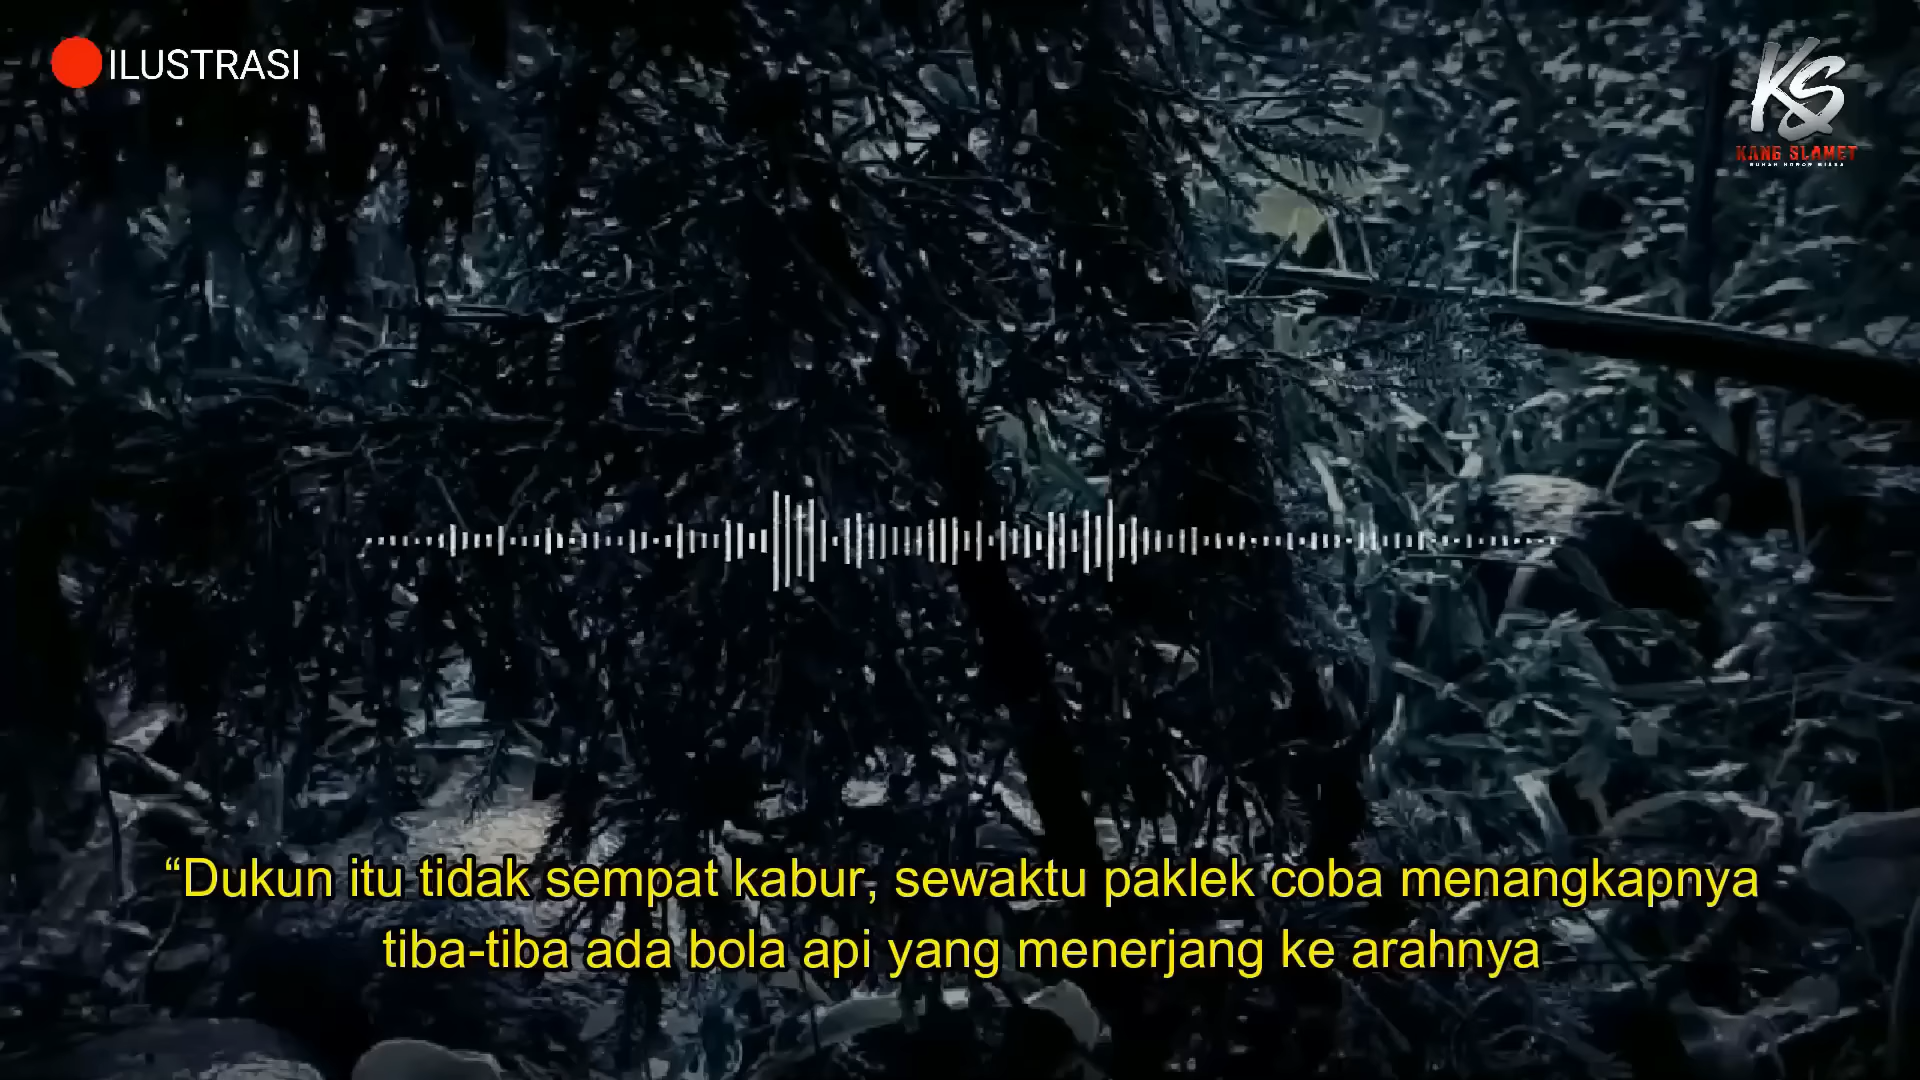 ILUSTRASI
KS
KANG SLAMET
“Dukun itu tidak sempat kabur, sewaktu paklek coba menangkapnya
tiba-tiba ada bola api yang menerjang ke arahnya